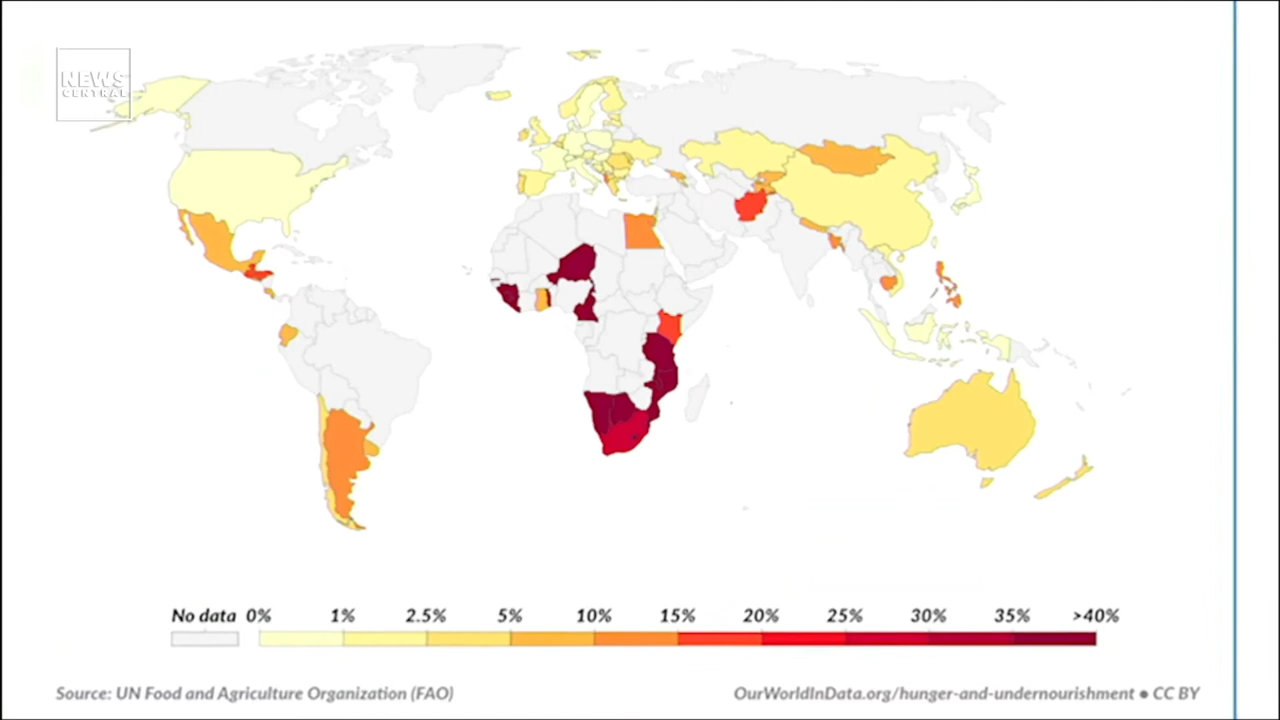 NEWS
CENTRAL
No data 0% 1% 2.5% 5% 10% 15% 20% 25% 30% 35% >40%
Source: UN Food and Agriculture Organization (FAO)
OurWorldInData.org/hunger-and-undernourishment • CC BY